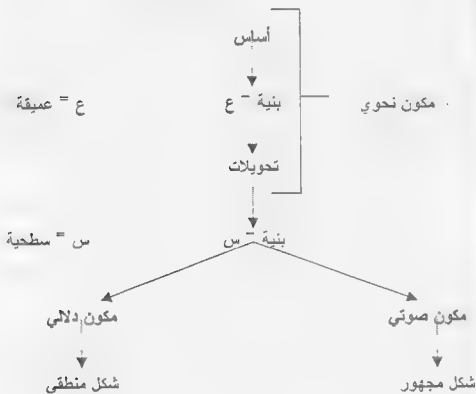 أساس
مكون نحوي
بنية - ع
ع = عميقة
تحويلات
بنية - س
س = سطحية
مكون صوتي
مكون دلالي
شكل مجهور
شكل منطقي